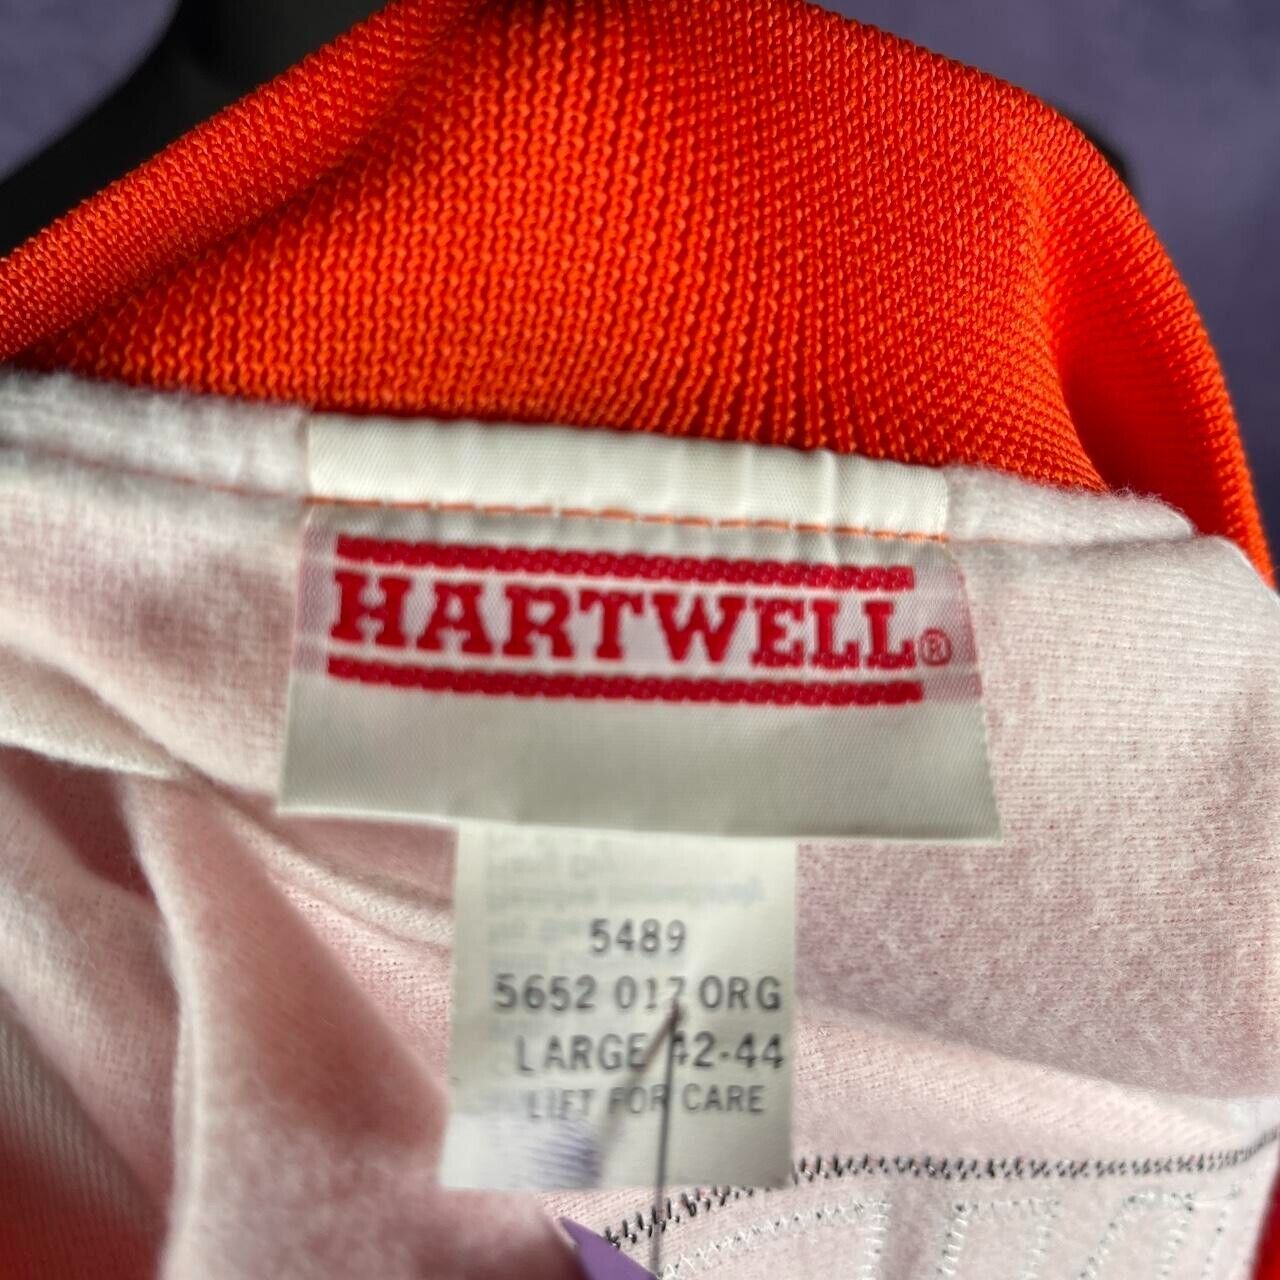 HARTWELL®
5489
5652 017 ORG
LARGE 42-44
LIFT FOR CARE